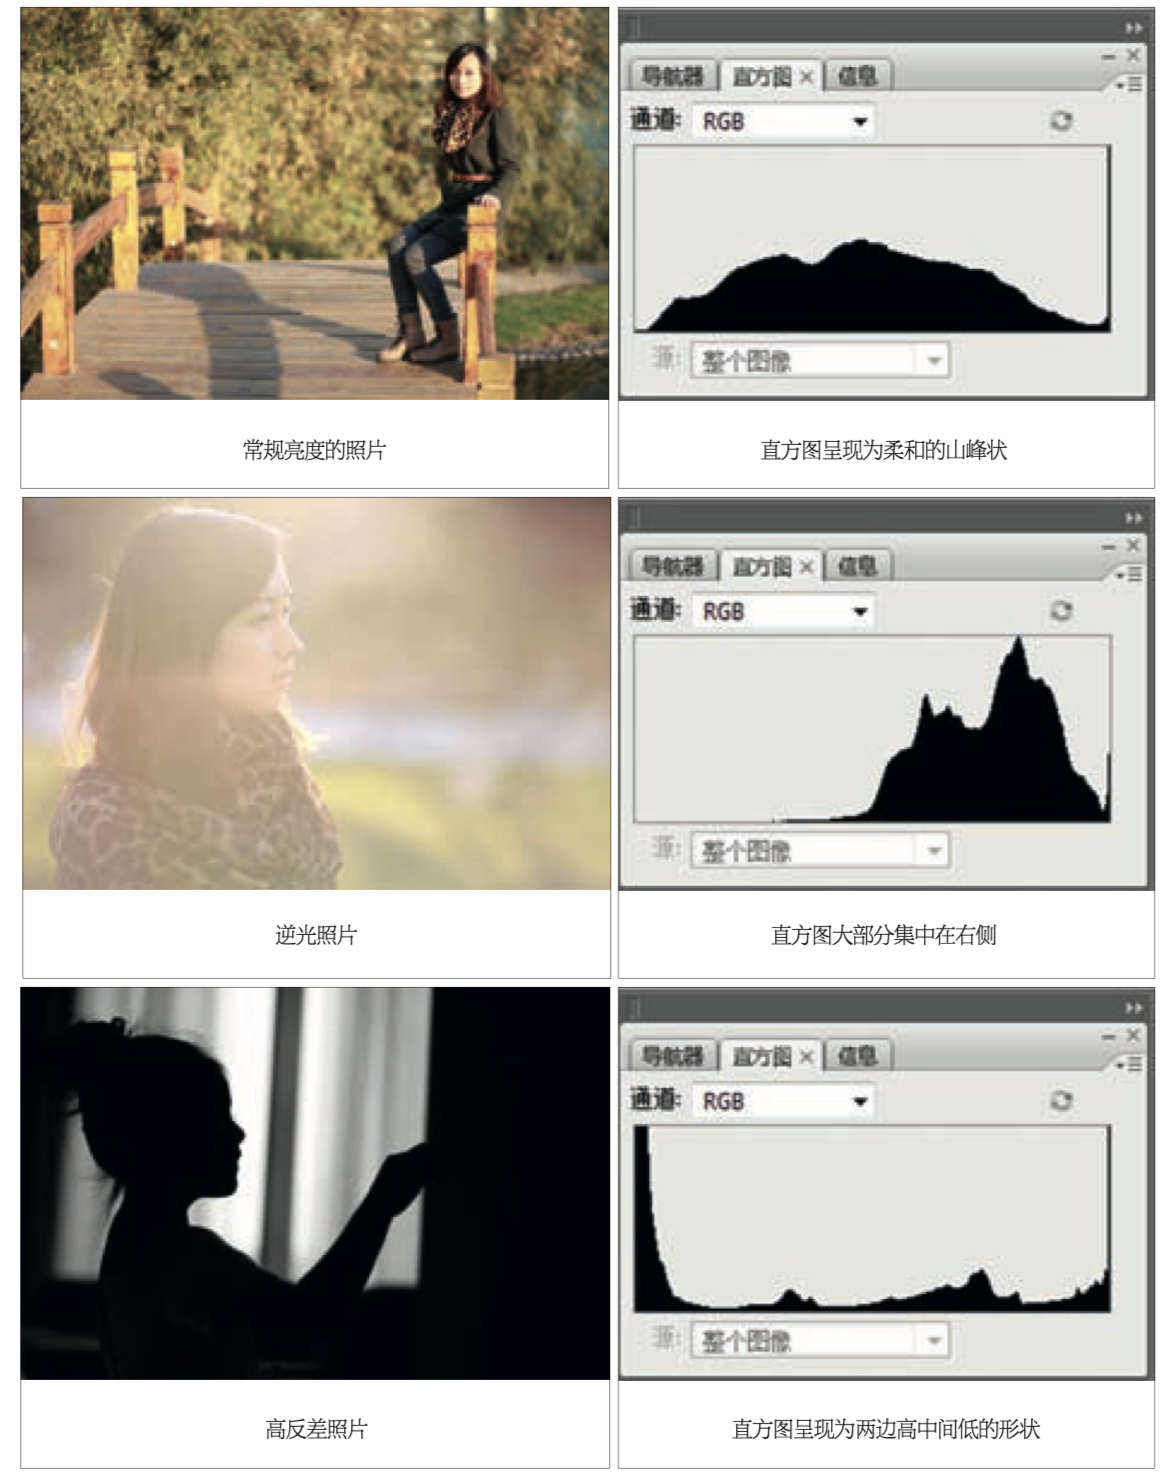 导航器 直方图 × 信息
通道: RGB
源: 整个图像
常规亮度的照片
直方图呈现为柔和的山峰状
导航器 直方图 × 信息
通道: RGB
源: 整个图像
逆光照片
直方图大部分集中在右侧
导航器 直方图 × 信息
通道: RGB
源: 整个图像
高反差照片
直方图呈现为两边高中间低的形状